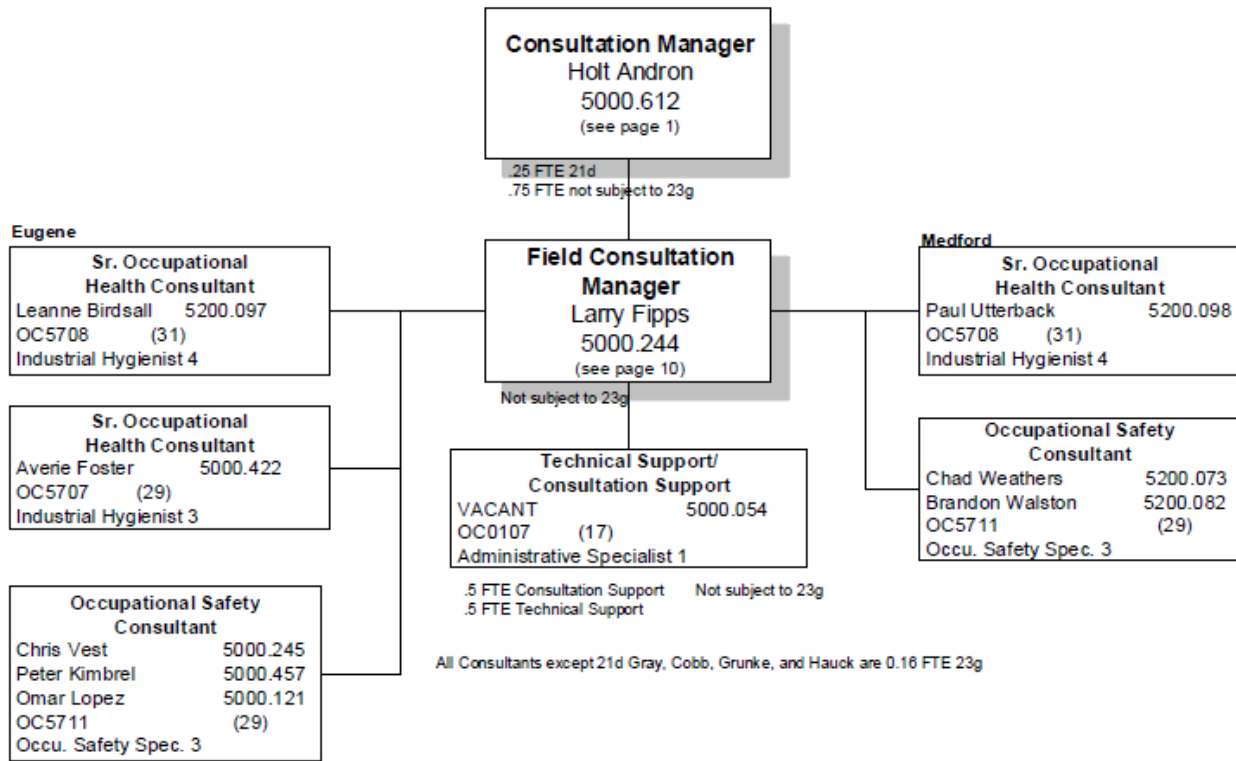 Consultation Manager
Holt Andron
5000.612
(see page 1)
.25 FTE 21d
.75 FTE not subject to 23g
Eugene
Sr. Occupational
Health Consultant
Leanne Birdsall 5200.097
OC5708 (31)
Industrial Hygienist 4
Field Consultation
Manager
Larry Fipps
5000.244
(see page 10)
Not subject to 23g
Medford
Sr. Occupational
Health Consultant
Paul Utterback 5200.098
OC5708 (31)
Industrial Hygienist 4
Sr. Occupational
Health Consultant
Averie Foster 5000.422
OC5707 (29)
Industrial Hygienist 3
Technical Support/
Consultation Support
VACANT 5000.054
OC0107 (17)
Administrative Specialist 1
.5 FTE Consultation Support Not subject to 23g
.5 FTE Technical Support
Occupational Safety
Consultant
Chad Weathers 5200.073
Brandon Walston 5200.082
OC5711 (29)
Occu. Safety Spec. 3
Occupational Safety
Consultant
Chris Vest 5000.245
Peter Kimbrel 5000.457
Omar Lopez 5000.121
OC5711 (29)
Occu. Safety Spec. 3
All Consultants except 21d Gray, Cobb, Grunke, and Hauck are 0.16 FTE 23g